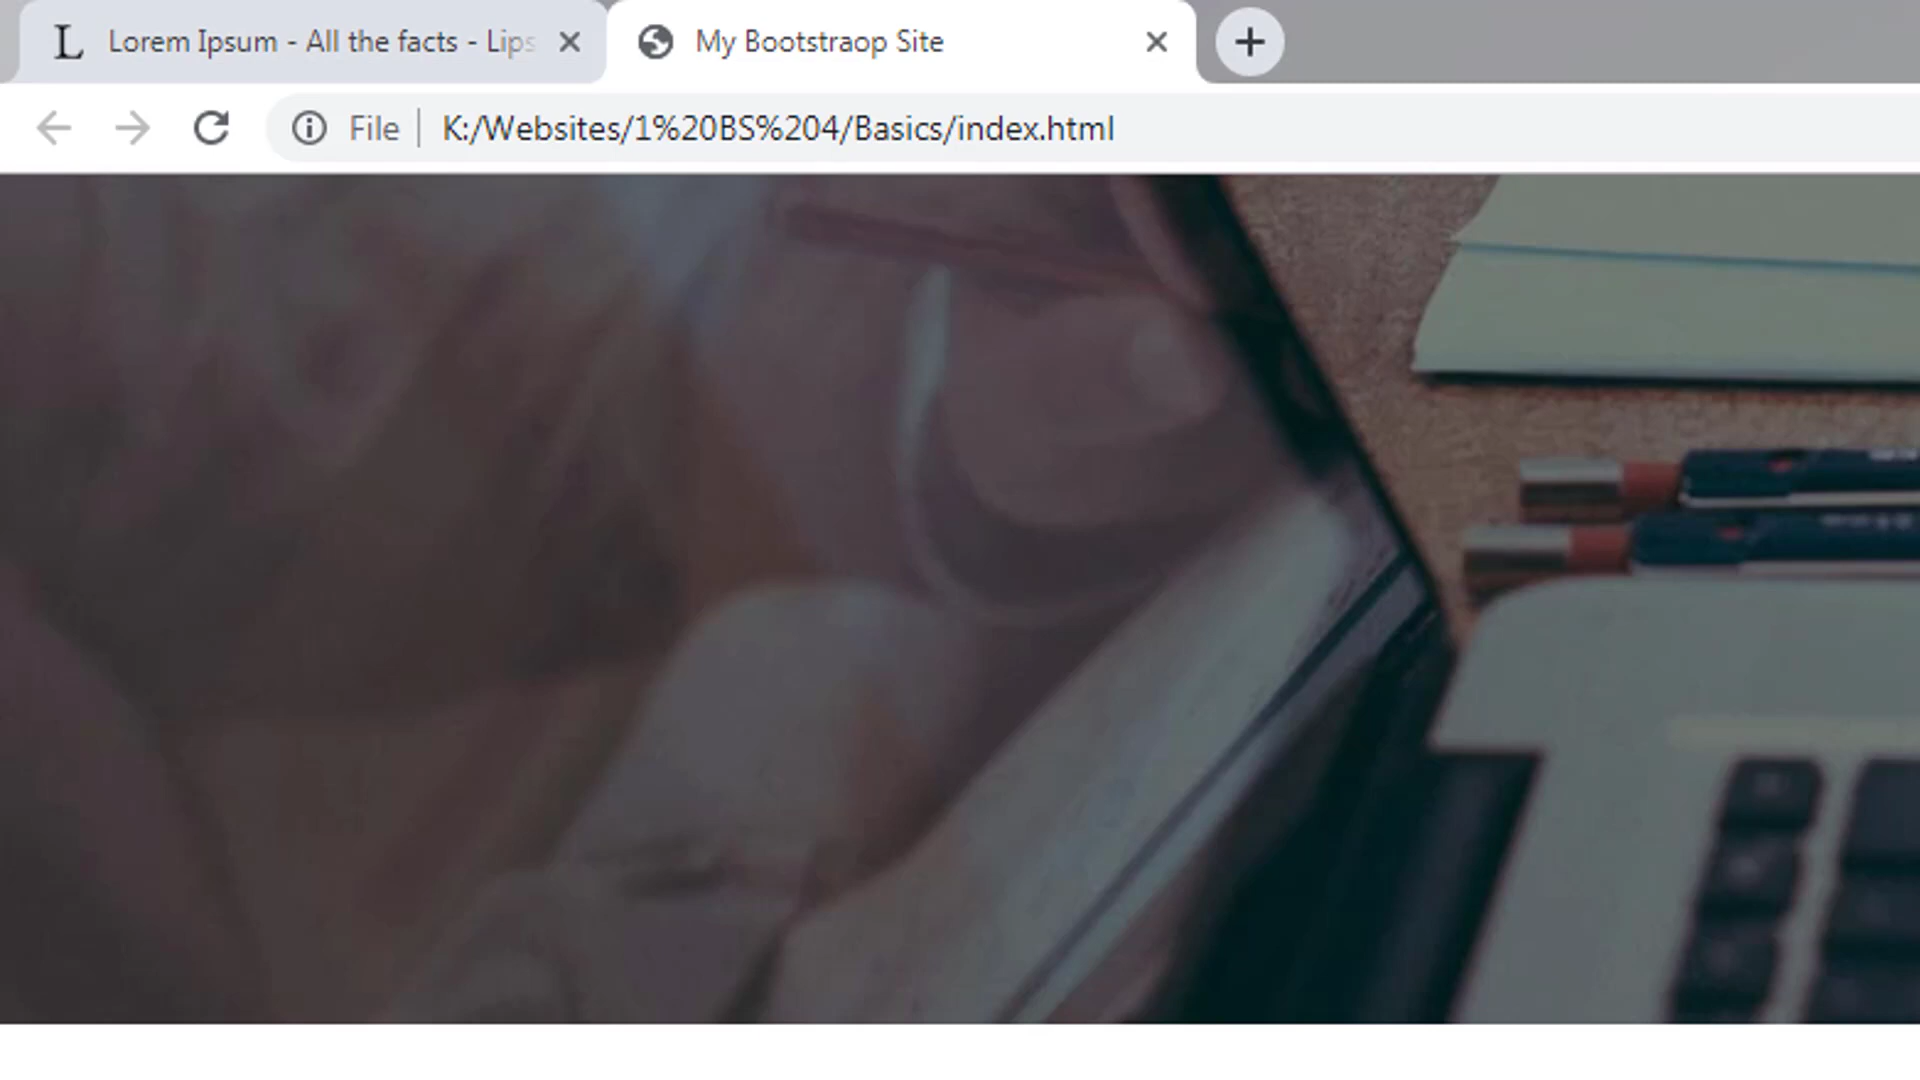 L Lorem Ipsum - All the facts - Lips
My Bootstraop Site
File
K:/Websites/1%20BS%204/Basics/index.html